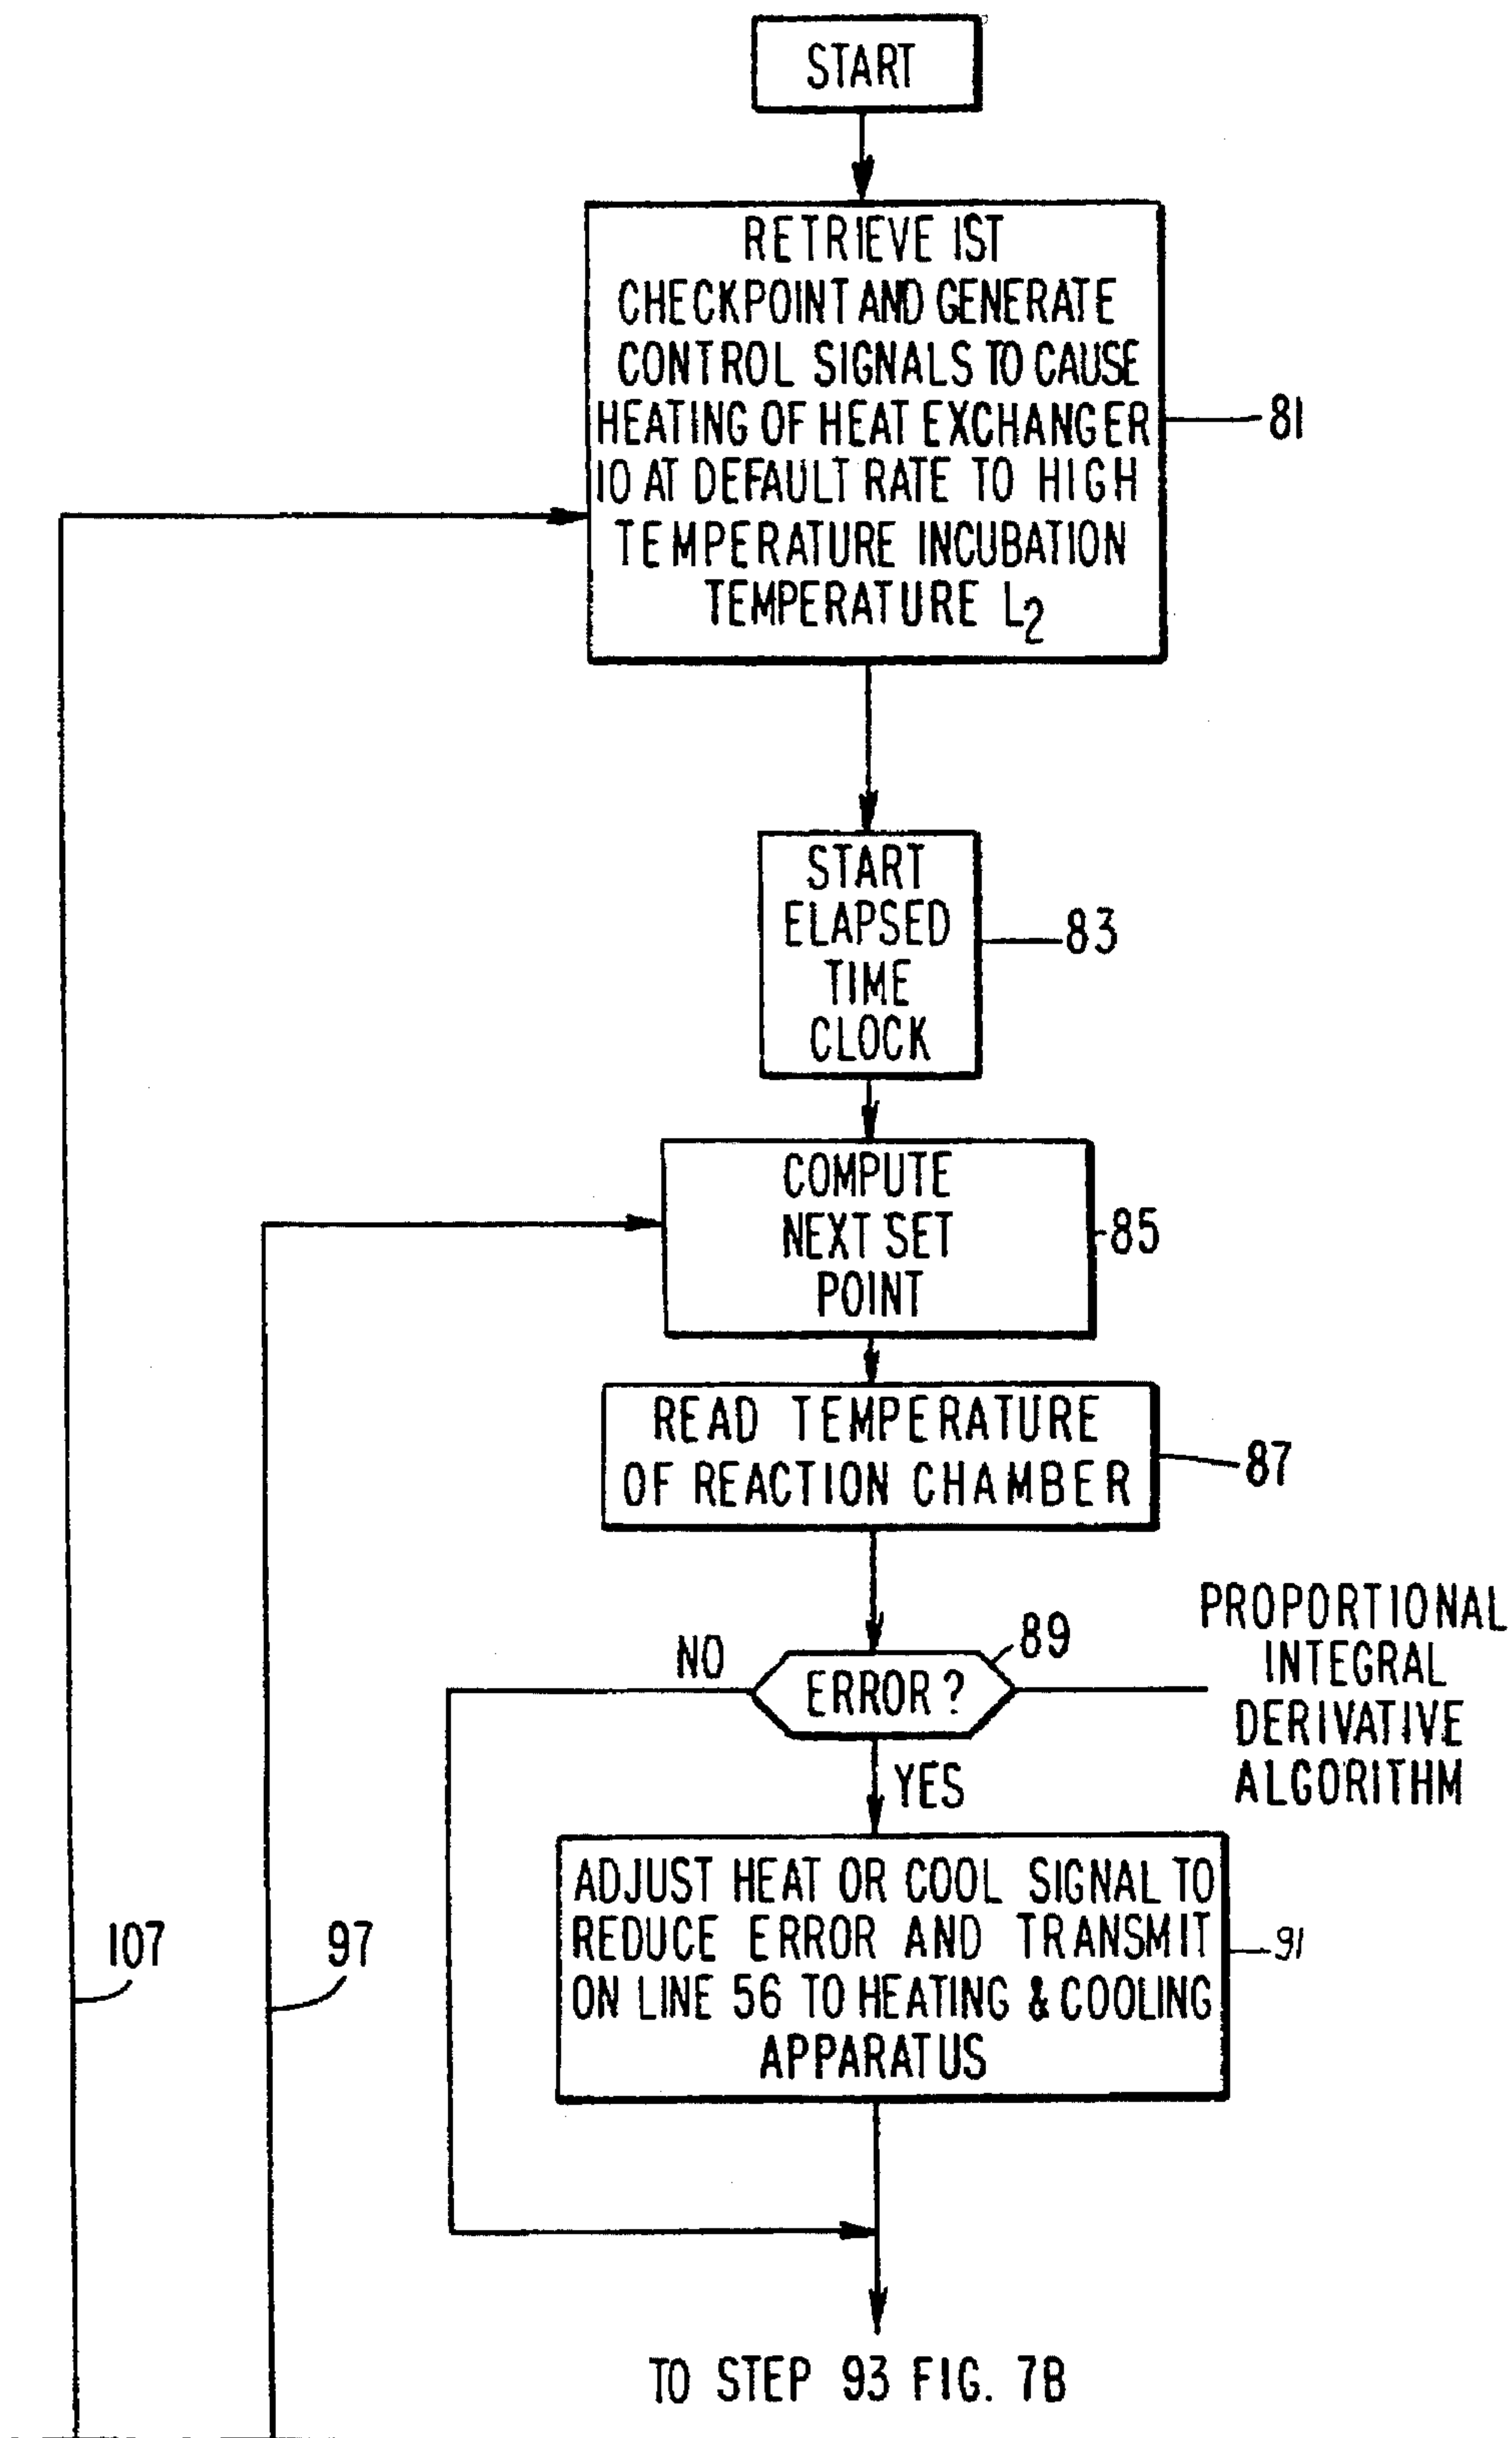 START
RETRIEVE 1ST
CHECKPOINT AND GENERATE
CONTROL SIGNALS TO CAUSE
HEATING OF HEAT EXCHANGER
10 AT DEFAULT RATE TO HIGH
TEMPERATURE INCUBATION
TEMPERATURE L2
81
START
ELAPSED
TIME
CLOCK
83
COMPUTE
NEXT SET
POINT
85
READ TEMPERATURE
OF REACTION CHAMBER
87
NO
ERROR?
89
PROPORTIONAL
INTEGRAL
DERIVATIVE
ALGORITHM
YES
ADJUST HEAT OR COOL SIGNAL TO
REDUCE ERROR AND TRANSMIT
ON LINE 56 TO HEATING & COOLING
APPARATUS
91
107
97
TO STEP 93 FIG. 7B